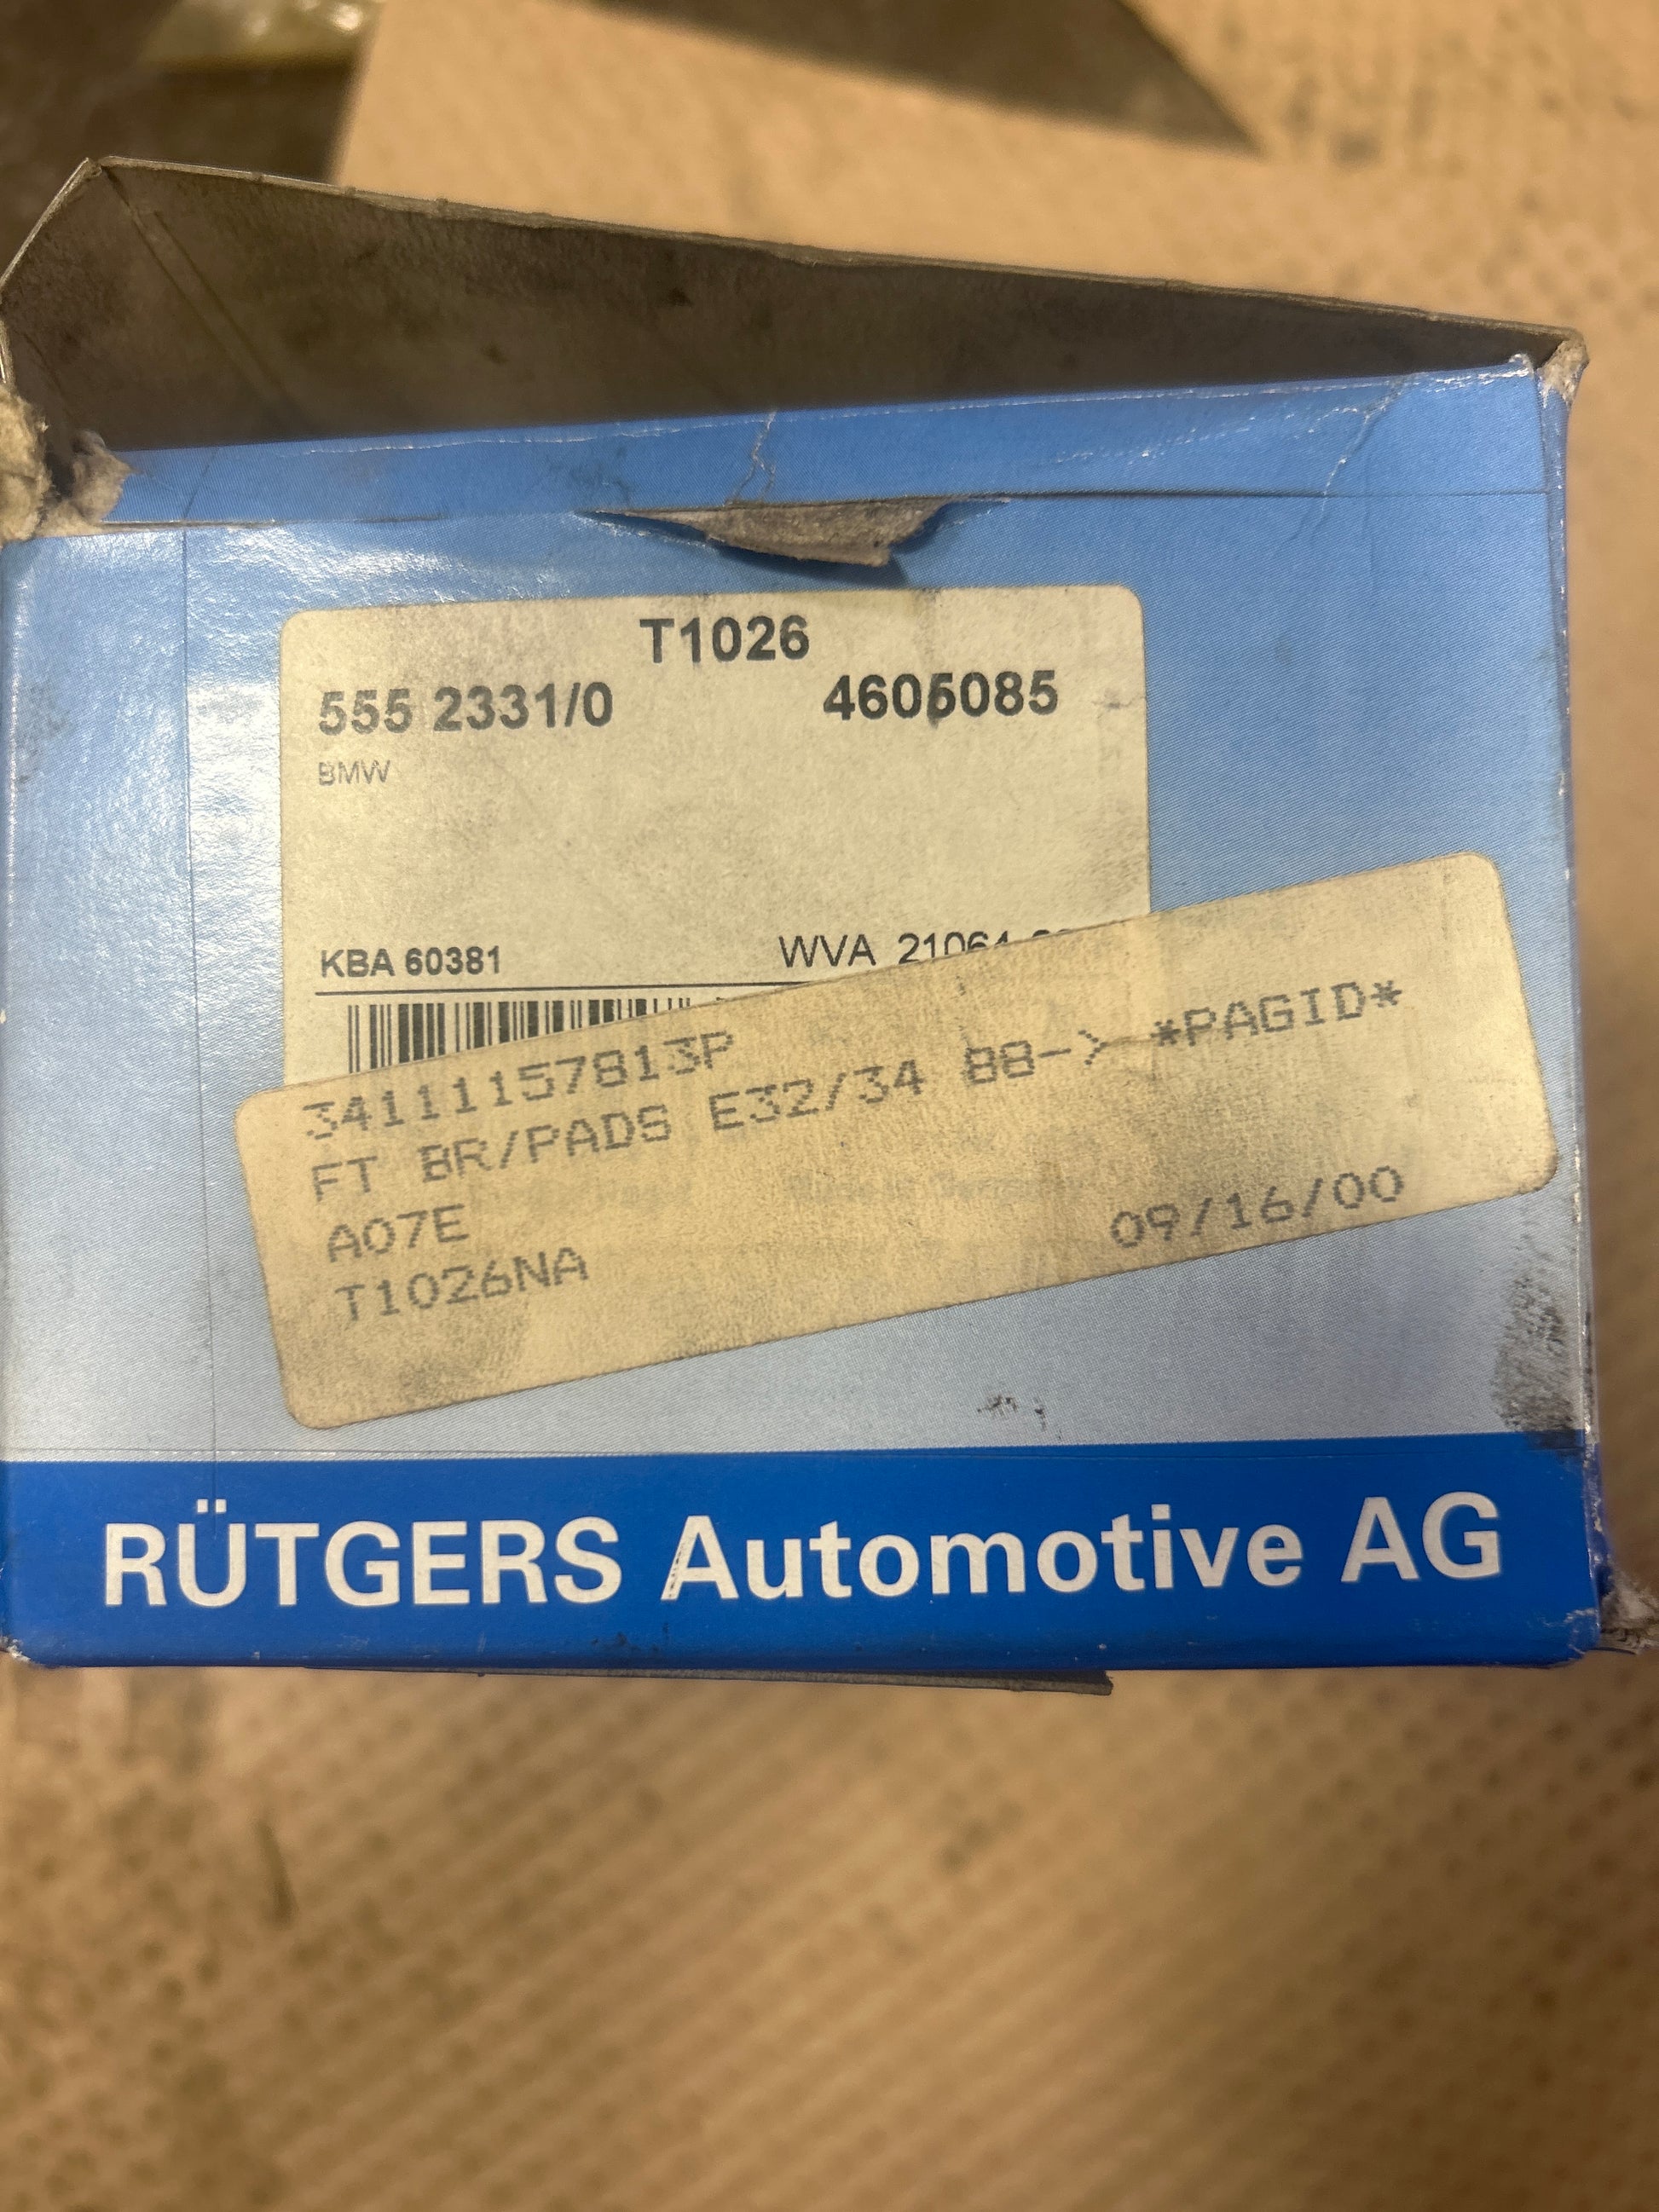 T1026
555 2331/0 4605085
BMW
KBA 60381 WVA 21064
34111157813P
FT BR/PADS E32/34 88-> *PAGID*
A07E
T1026NA 09/16/00
RÜTGERS Automotive AG